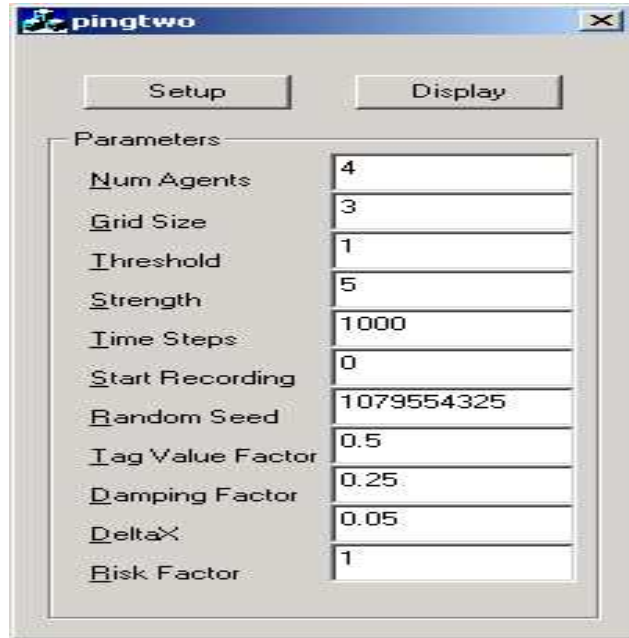 pingtwo
Setup Display
Parameters
Num Agents 4
Grid Size 3
Threshold 1
Strength 5
Time Steps 1000
Start Recording 0
Random Seed 1079554325
Tag Value Factor 0.5
Damping Factor 0.25
DeltaX 0.05
Risk Factor 1